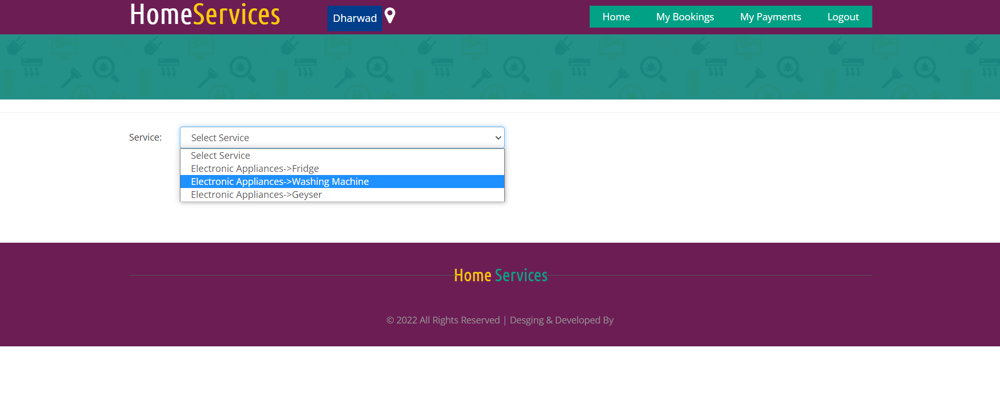 HomeServices
Dharwad
Home My Bookings My Payments Logout
Service:
Select Service
Select Service
Electronic Appliances->Fridge
Electronic Appliances->Washing Machine
Electronic Appliances->Geyser
Home Services
© 2022 All Rights Reserved | Desging & Developed By